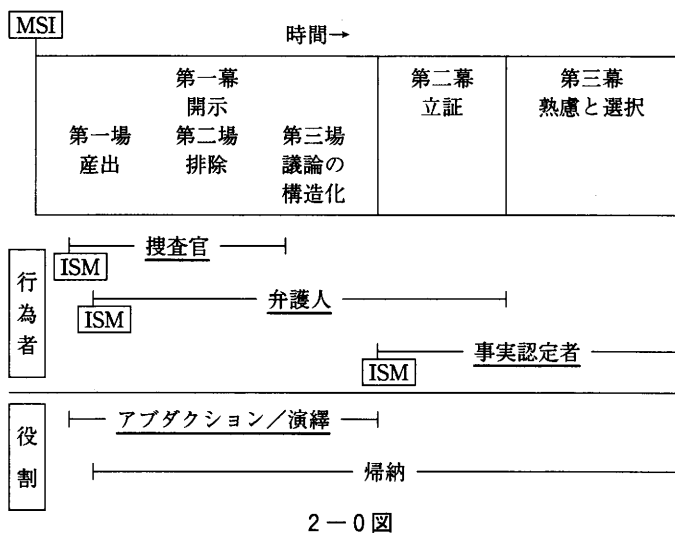 MSI
時間→
第一幕
開示
第一場
産出
第二場
排除
第三場
議論の
構造化
第二幕
立証
第三幕
熟慮と選択
行為者
捜査官
ISM
弁護人
ISM
事実認定者
ISM
役割
アブダクション／演繹
帰納
2－0図